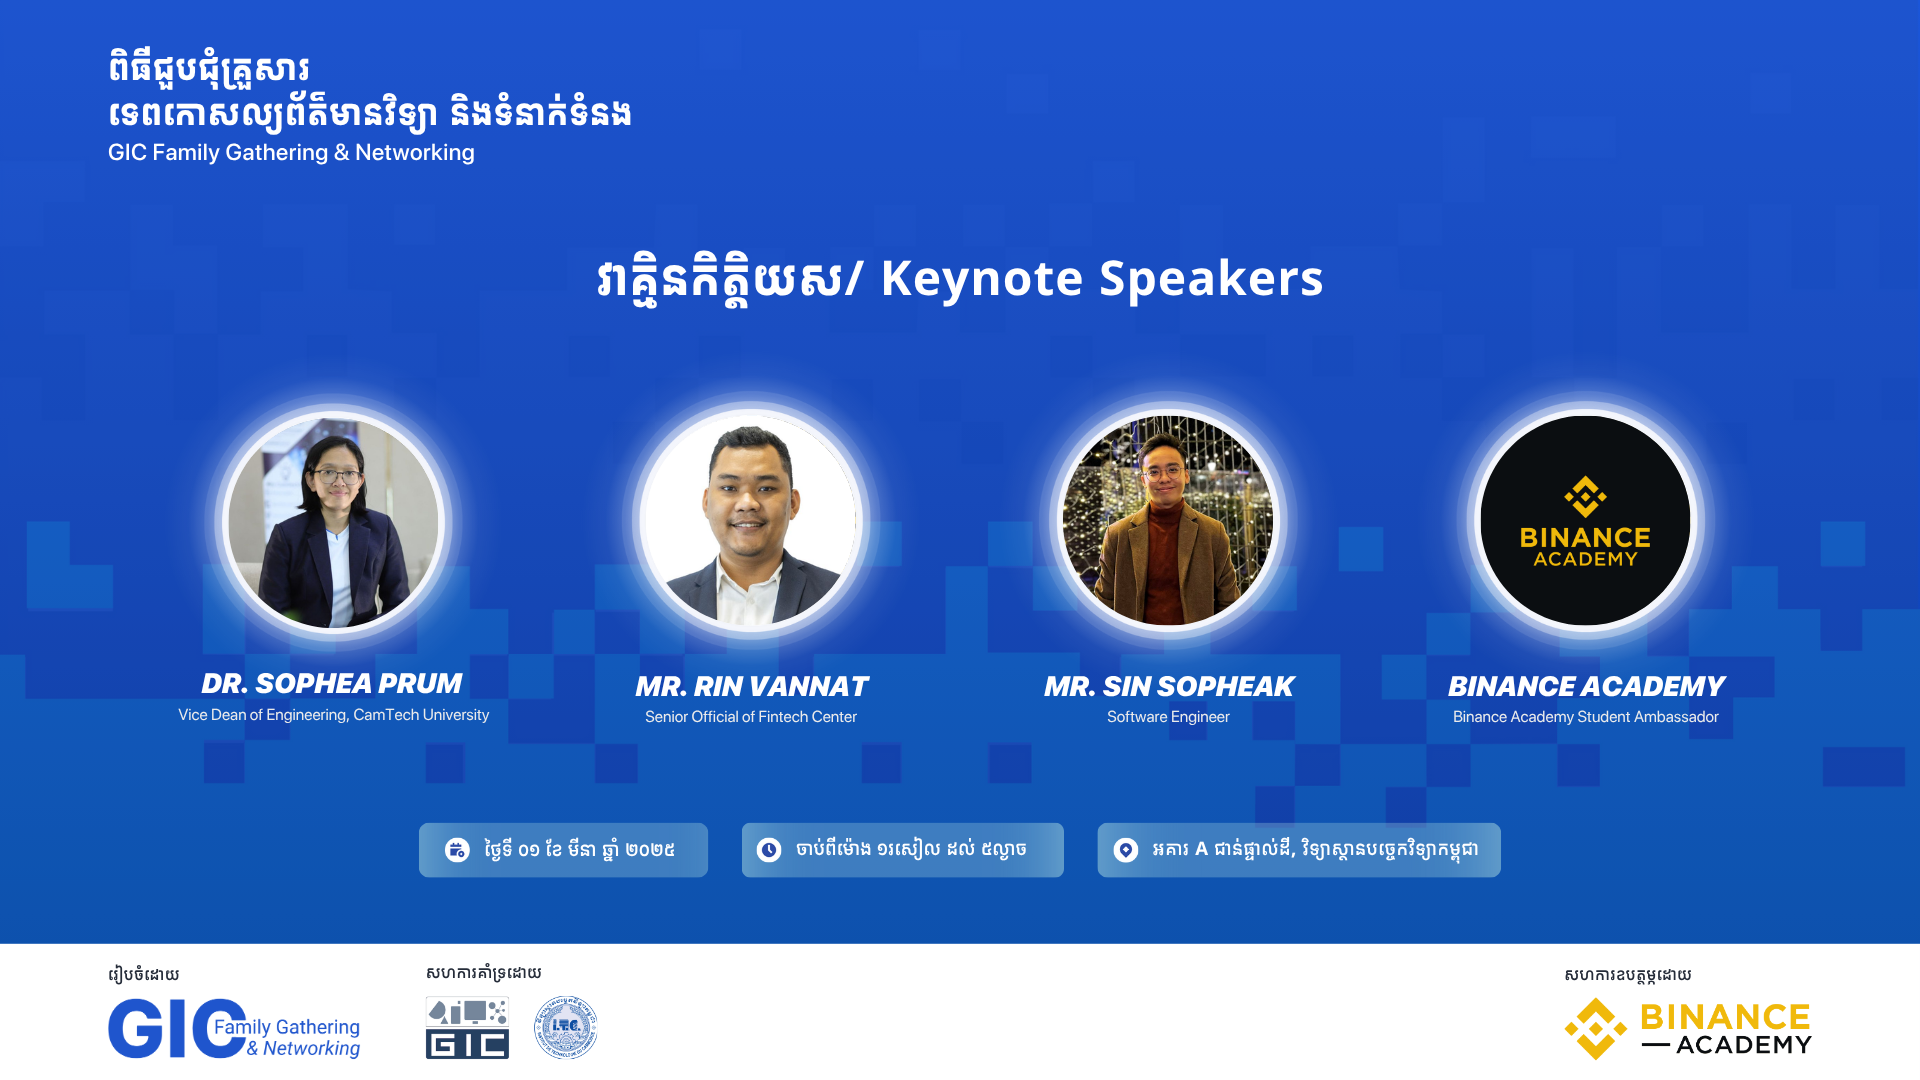 ពិធីជួបជុំគ្រួសារ
ទេពកោសល្យព័ត៌មានវិទ្យា និងទំនាក់ទំនង
GIC Family Gathering & Networking
វាគ្មិនកិត្តិយស/ Keynote Speakers
BINANCE
ACADEMY
DR. SOPHEA PRUM
Vice Dean of Engineering, CamTech University
MR. RIN VANNAT
Senior Official of Fintech Center
MR. SIN SOPHEAK
Software Engineer
BINANCE ACADEMY
Binance Academy Student Ambassador
ថ្ងៃទី ០១ ខែ មីនា ឆ្នាំ ២០២៥
ចាប់ពីម៉ោង ១រសៀល ដល់ ៥ល្ងាច
អគារ A ជាន់ផ្ទាល់ដី, វិទ្យាស្ថានបច្ចេកវិទ្យាកម្ពុជា
រៀបចំដោយ
GIC Family Gathering
& Networking
សហការគាំទ្រដោយ
GIC
I.T.C.
សហការឧបត្ថម្ភដោយ
BINANCE
ACADEMY